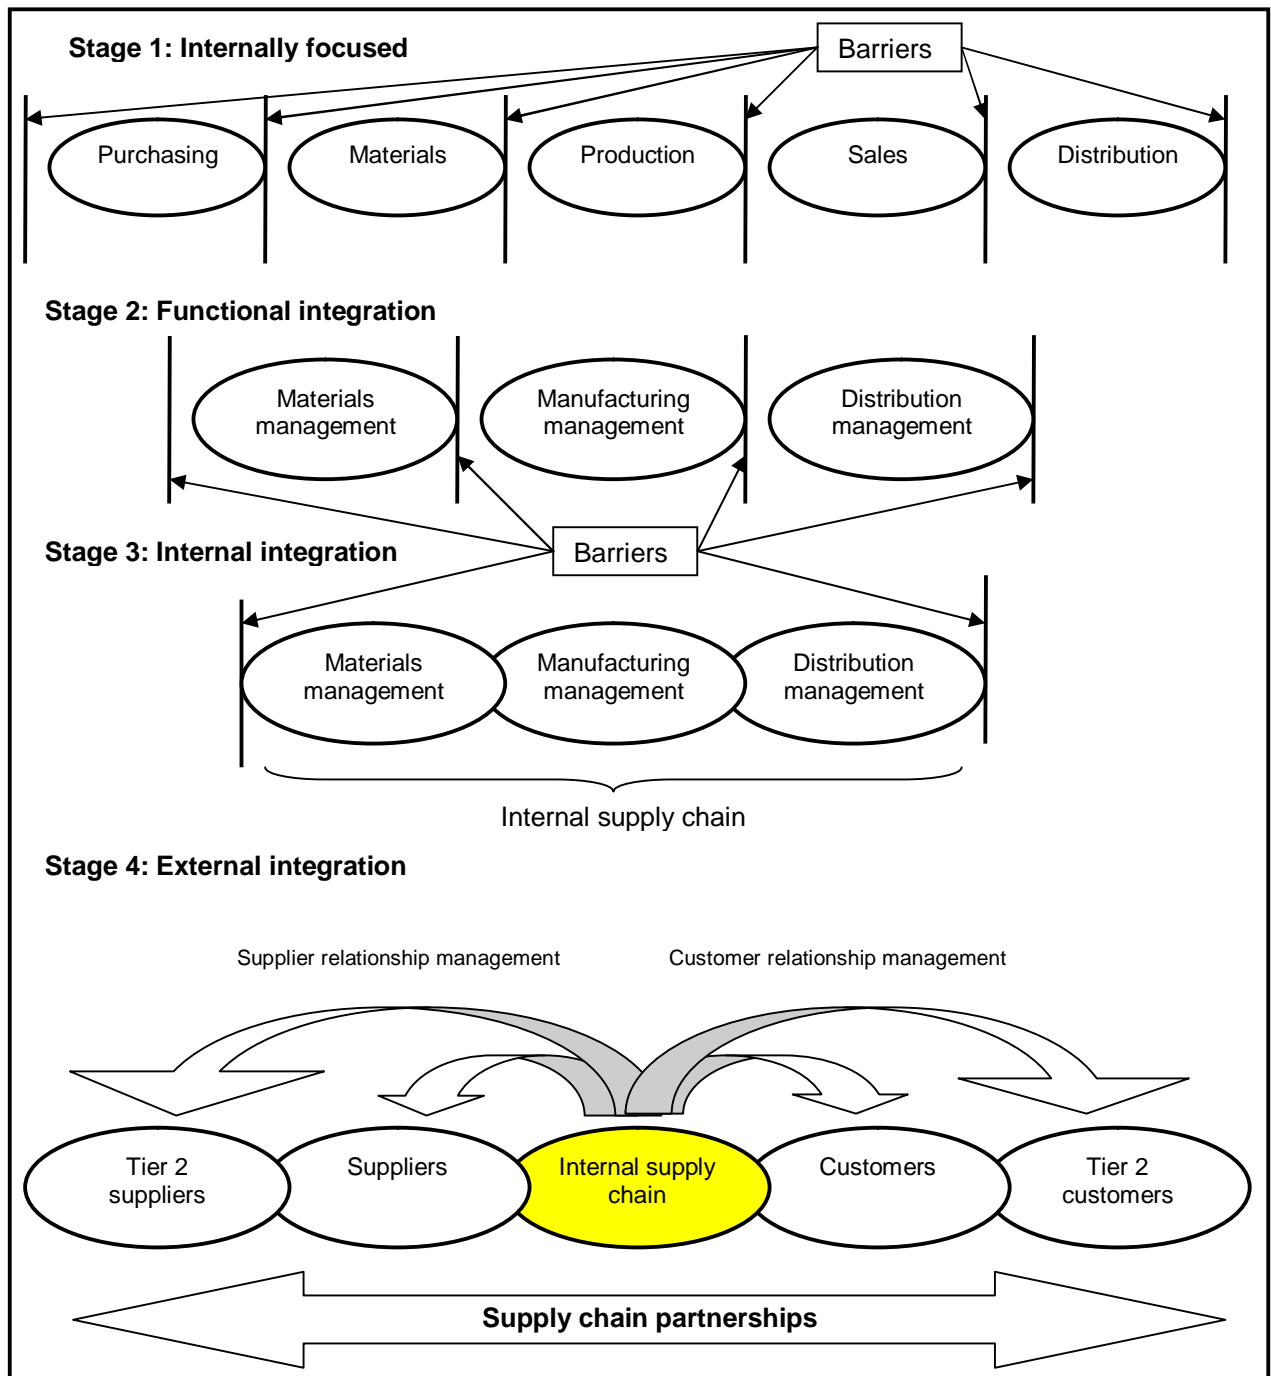 Stage 1: Internally focused
Barriers
Purchasing
Materials
Production
Sales
Distribution
Stage 2: Functional integration
Materials
management
Manufacturing
management
Distribution
management
Stage 3: Internal integration
Barriers
Materials
management
Manufacturing
management
Distribution
management
Internal supply chain
Stage 4: External integration
Supplier relationship management
Customer relationship management
Tier 2
suppliers
Suppliers
Internal supply
chain
Customers
Tier 2
customers
Supply chain partnerships